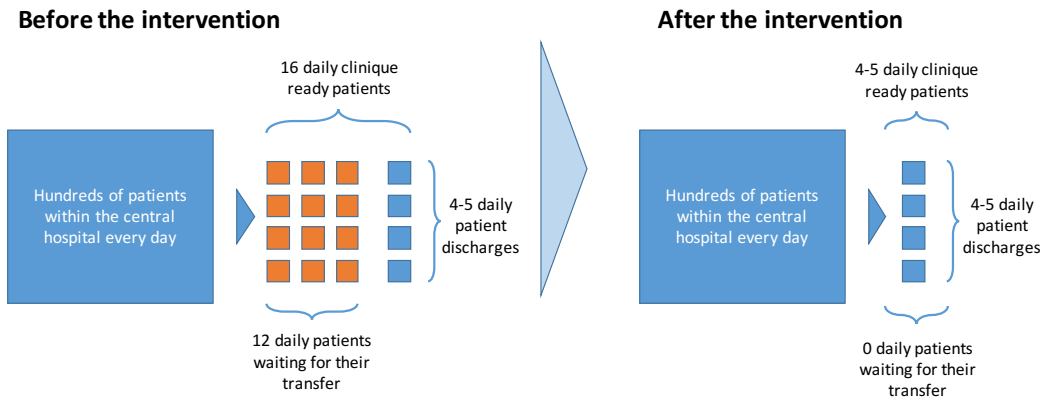 Before the intervention
16 daily clinique
ready patients
Hundreds of patients
within the central
hospital every day
4-5 daily
patient
discharges
12 daily patients
waiting for their
transfer
After the intervention
4-5 daily clinique
ready patients
Hundreds of patients
within the central
hospital every day
4-5 daily
patient
discharges
0 daily patients
waiting for their
transfer